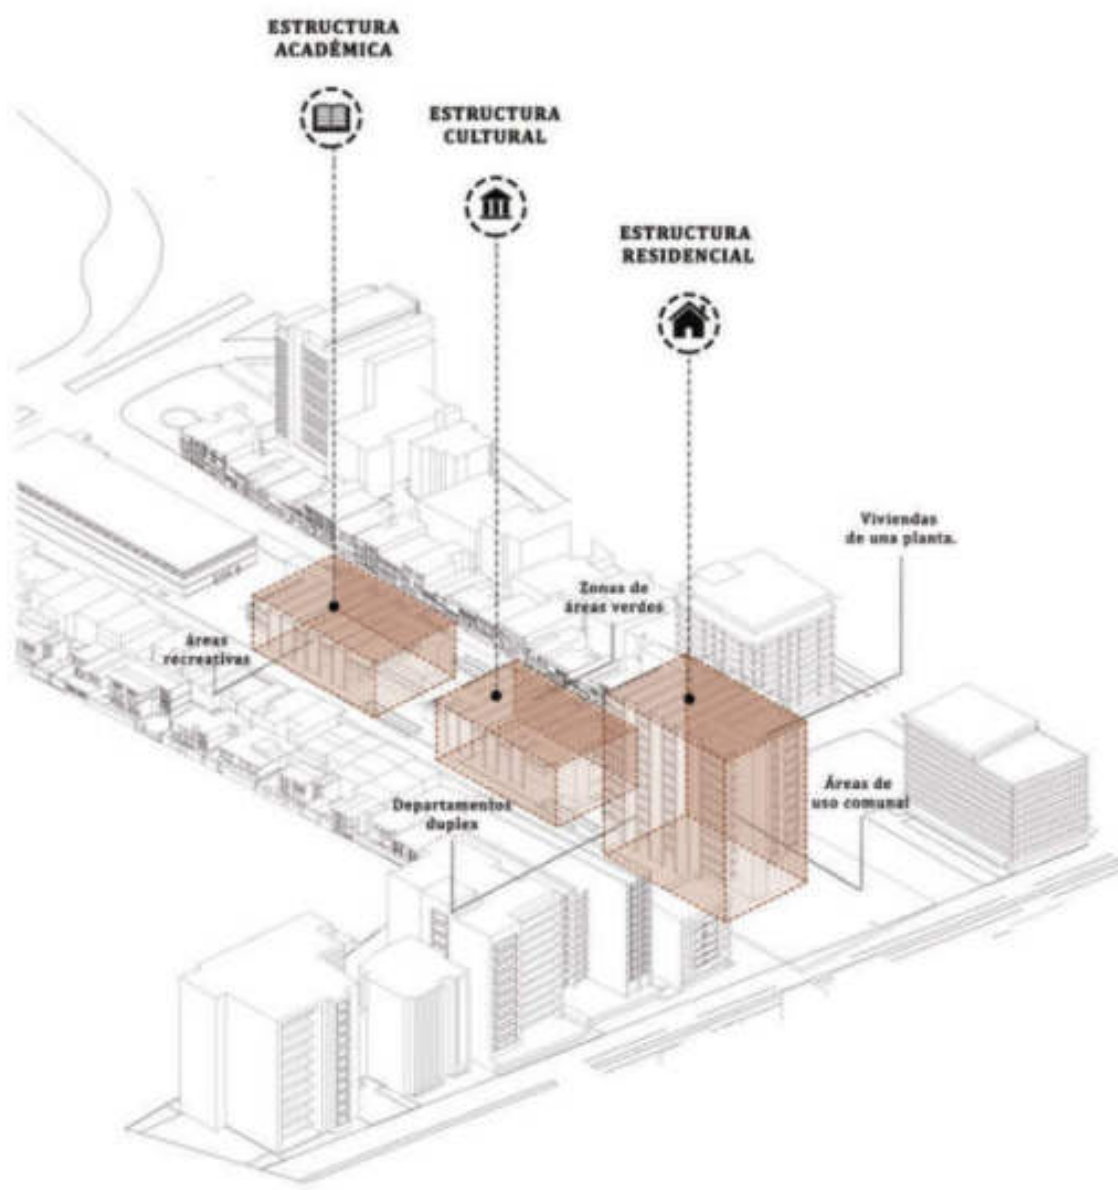 ESTRUCTURA
ACADÉMICA
ESTRUCTURA
CULTURAL
ESTRUCTURA
RESIDENCIAL
Viviendas
de una planta.
Zonas de
áreas verdes
áreas
recreativas
Áreas de
uso comunal
Departamentos
duplex